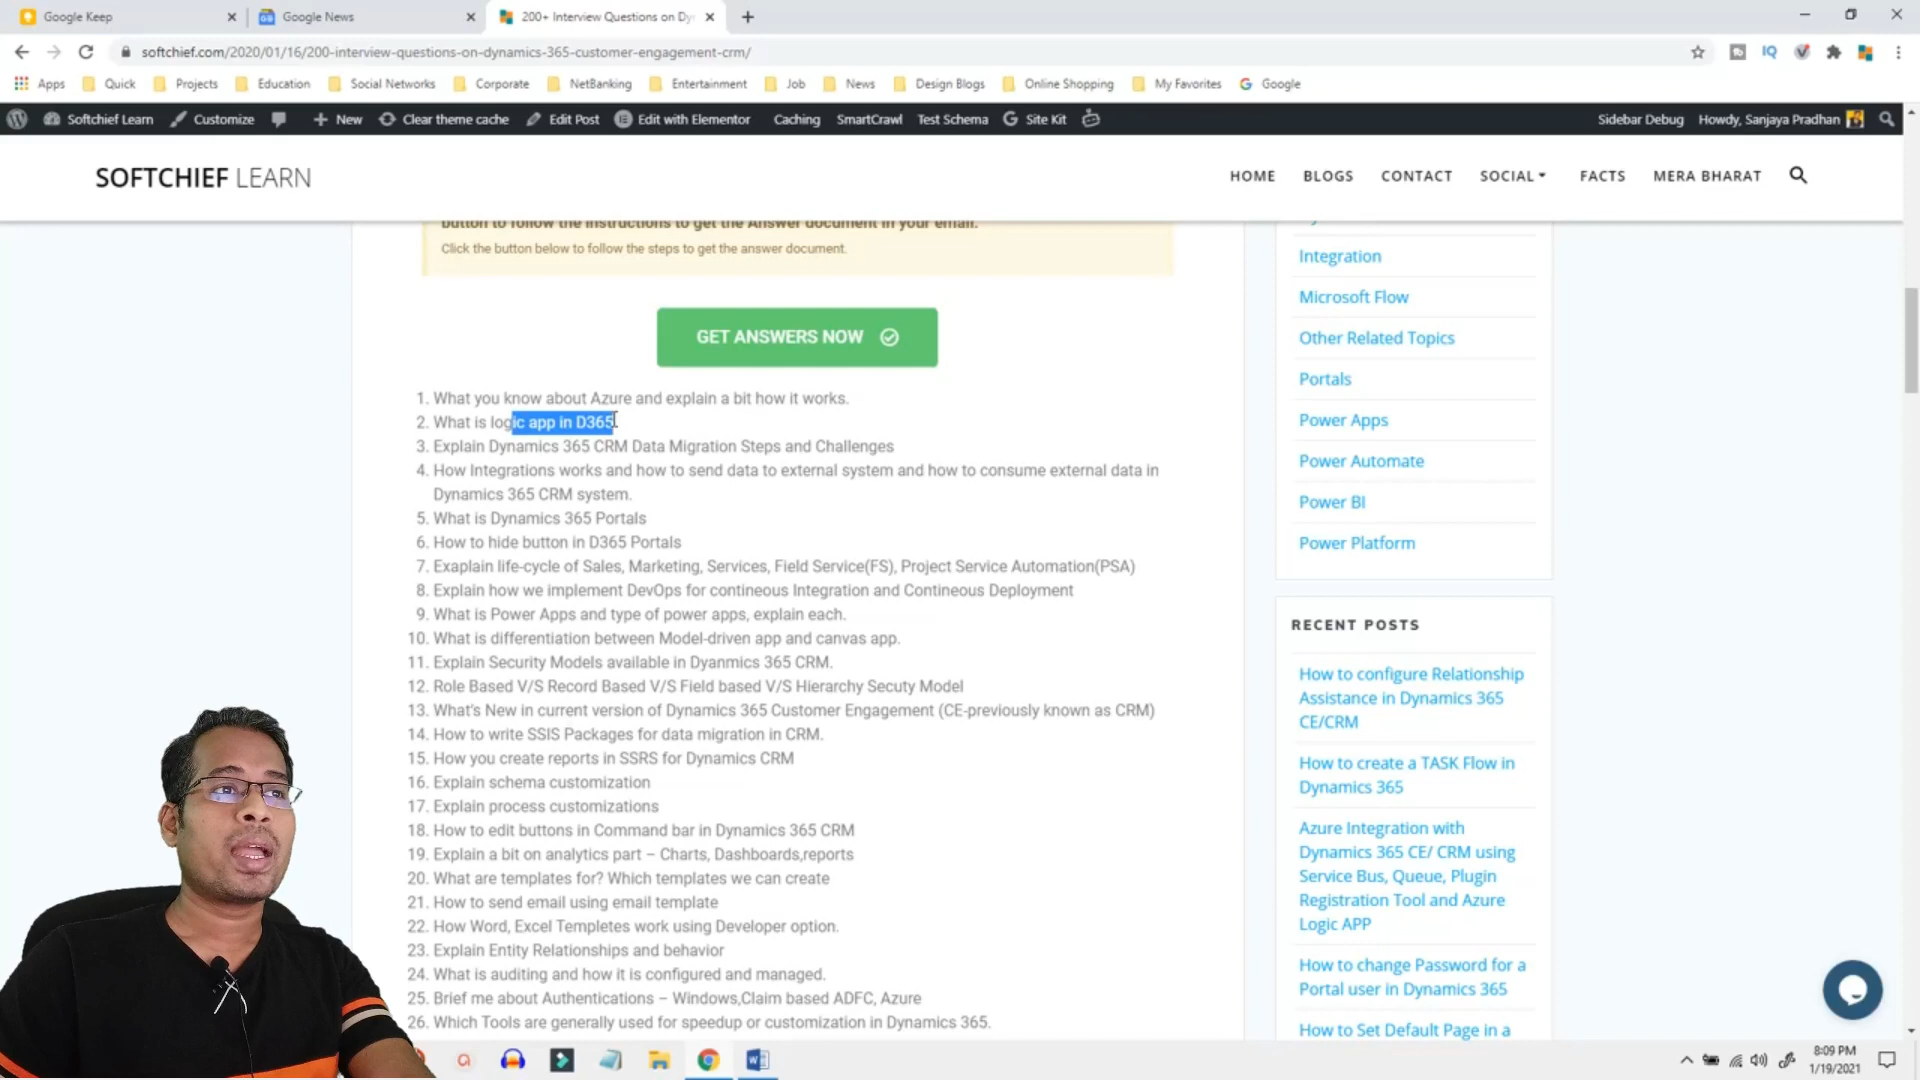 Google Keep
Google News
200+ Interview Questions on Dy
softchief.com/2020/01/16/200-interview-questions-on-dynamics-365-customer-engagement-crm/
IQ
Apps Quick Projects Education Social Networks Corporate NetBanking Entertainment Job News Design Blogs Online Shopping My Favorites Google
Softchief Learn Customize New Clear theme cache Edit Post Edit with Elementor Caching SmartCrawl Test Schema Site Kit Sidebar Debug Howdy, Sanjaya Pradhan
SOFTCHIEF LEARN
HOME BLOGS CONTACT SOCIAL FACTS MERA BHARAT
button to follow the instructions to get the Answer document in your email.
Click the button below to follow the steps to get the answer document.
GET ANSWERS NOW
1. What you know about Azure and explain a bit how it works.
2. What is logic app in D365
3. Explain Dynamics 365 CRM Data Migration Steps and Challenges
4. How Integrations works and how to send data to external system and how to consume external data in
Dynamics 365 CRM system.
5. What is Dynamics 365 Portals
6. How to hide button in D365 Portals
7. Exaplain life-cycle of Sales, Marketing, Services, Field Service(FS), Project Service Automation(PSA)
8. Explain how we implement DevOps for contineous Integration and Contineous Deployment
9. What is Power Apps and type of power apps, explain each.
10. What is differentiation between Model-driven app and canvas app.
11. Explain Security Models available in Dyanmics 365 CRM.
12. Role Based V/S Record Based V/S Field based V/S Hierarchy Secuty Model
13. What's New in current version of Dynamics 365 Customer Engagement (CE-previously known as CRM)
14. How to write SSIS Packages for data migration in CRM.
15. How you create reports in SSRS for Dynamics CRM
16. Explain schema customization
17. Explain process customizations
18. How to edit buttons in Command bar in Dynamics 365 CRM
19. Explain a bit on analytics part – Charts, Dashboards,reports
20. What are templates for? Which templates we can create
21. How to send email using email template
22. How Word, Excel Templetes work using Developer option.
23. Explain Entity Relationships and behavior
24. What is auditing and how it is configured and managed.
25. Brief me about Authentications – Windows,Claim based ADFC, Azure
26. Which Tools are generally used for speedup or customization in Dynamics 365.
Integration
Microsoft Flow
Other Related Topics
Portals
Power Apps
Power Automate
Power BI
Power Platform
RECENT POSTS
How to configure Relationship
Assistance in Dynamics 365
CE/CRM
How to create a TASK Flow in
Dynamics 365
Azure Integration with
Dynamics 365 CE/ CRM using
Service Bus, Queue, Plugin
Registration Tool and Azure
Logic APP
How to change Password for a
Portal user in Dynamics 365
How to Set Default Page in a
8:09 PM
1/19/2021